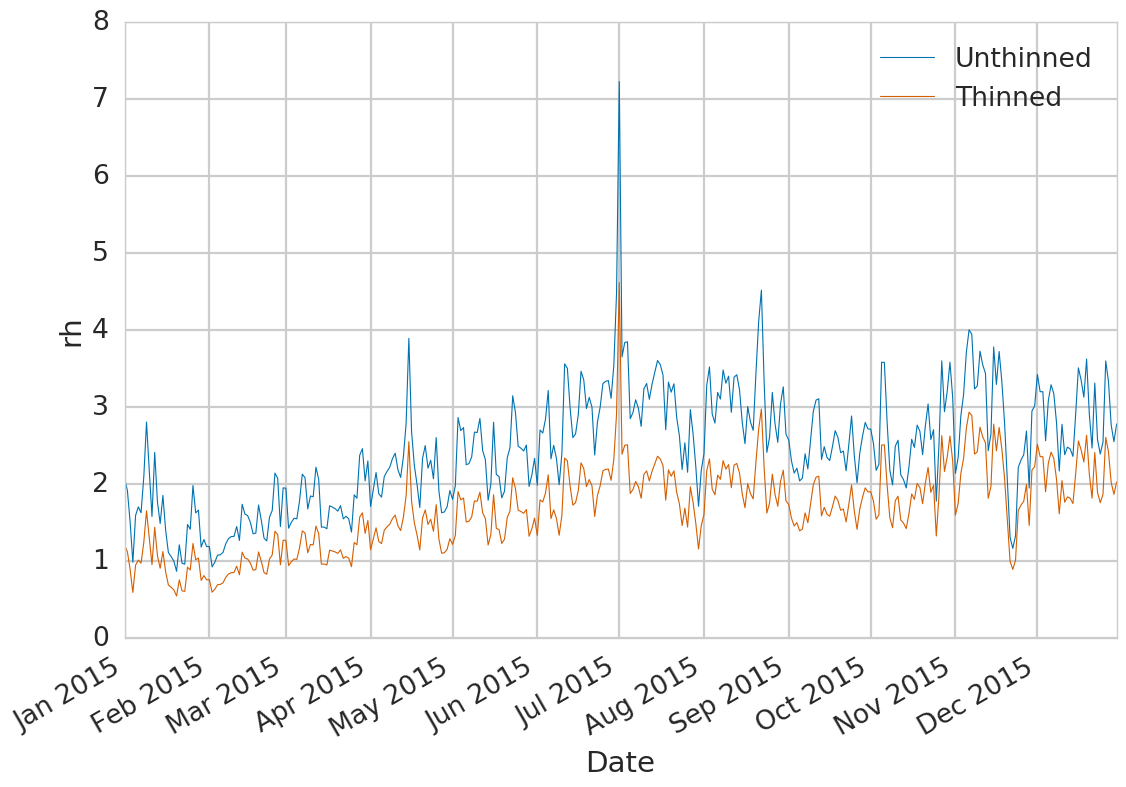 8
7
6
5
4
3
2
1
0
rh
Unthinned
Thinned
Jan 2015
Feb 2015
Mar 2015
Apr 2015
May 2015
Jun 2015
Jul 2015
Aug 2015
Sep 2015
Oct 2015
Nov 2015
Dec 2015
Date